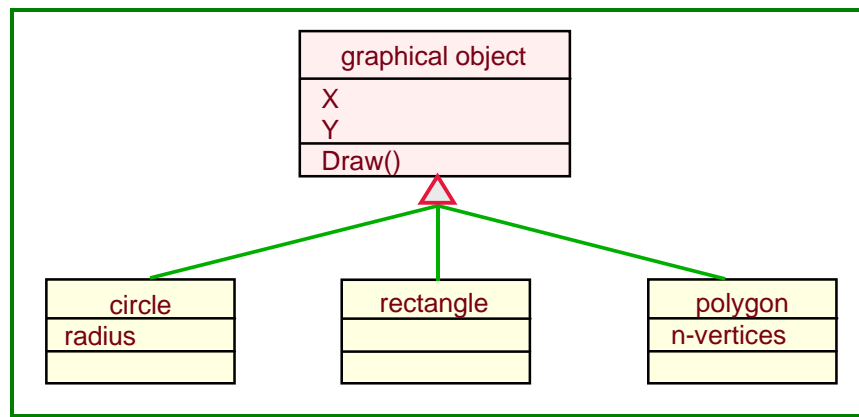 graphical object
X
Y
Draw()
circle
radius
rectangle
polygon
n-vertices